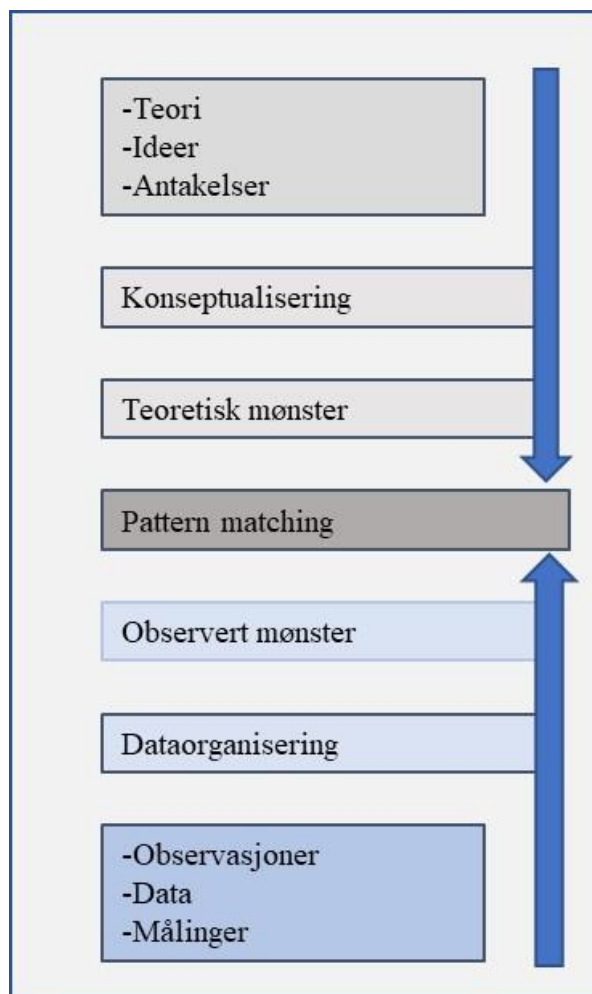 -Teori
-Ideer
-Antakelser
Konseptualisering
Teoretisk mønster
Pattern matching
Observert mønster
Dataorganisering
-Observasjoner
-Data
-Målinger